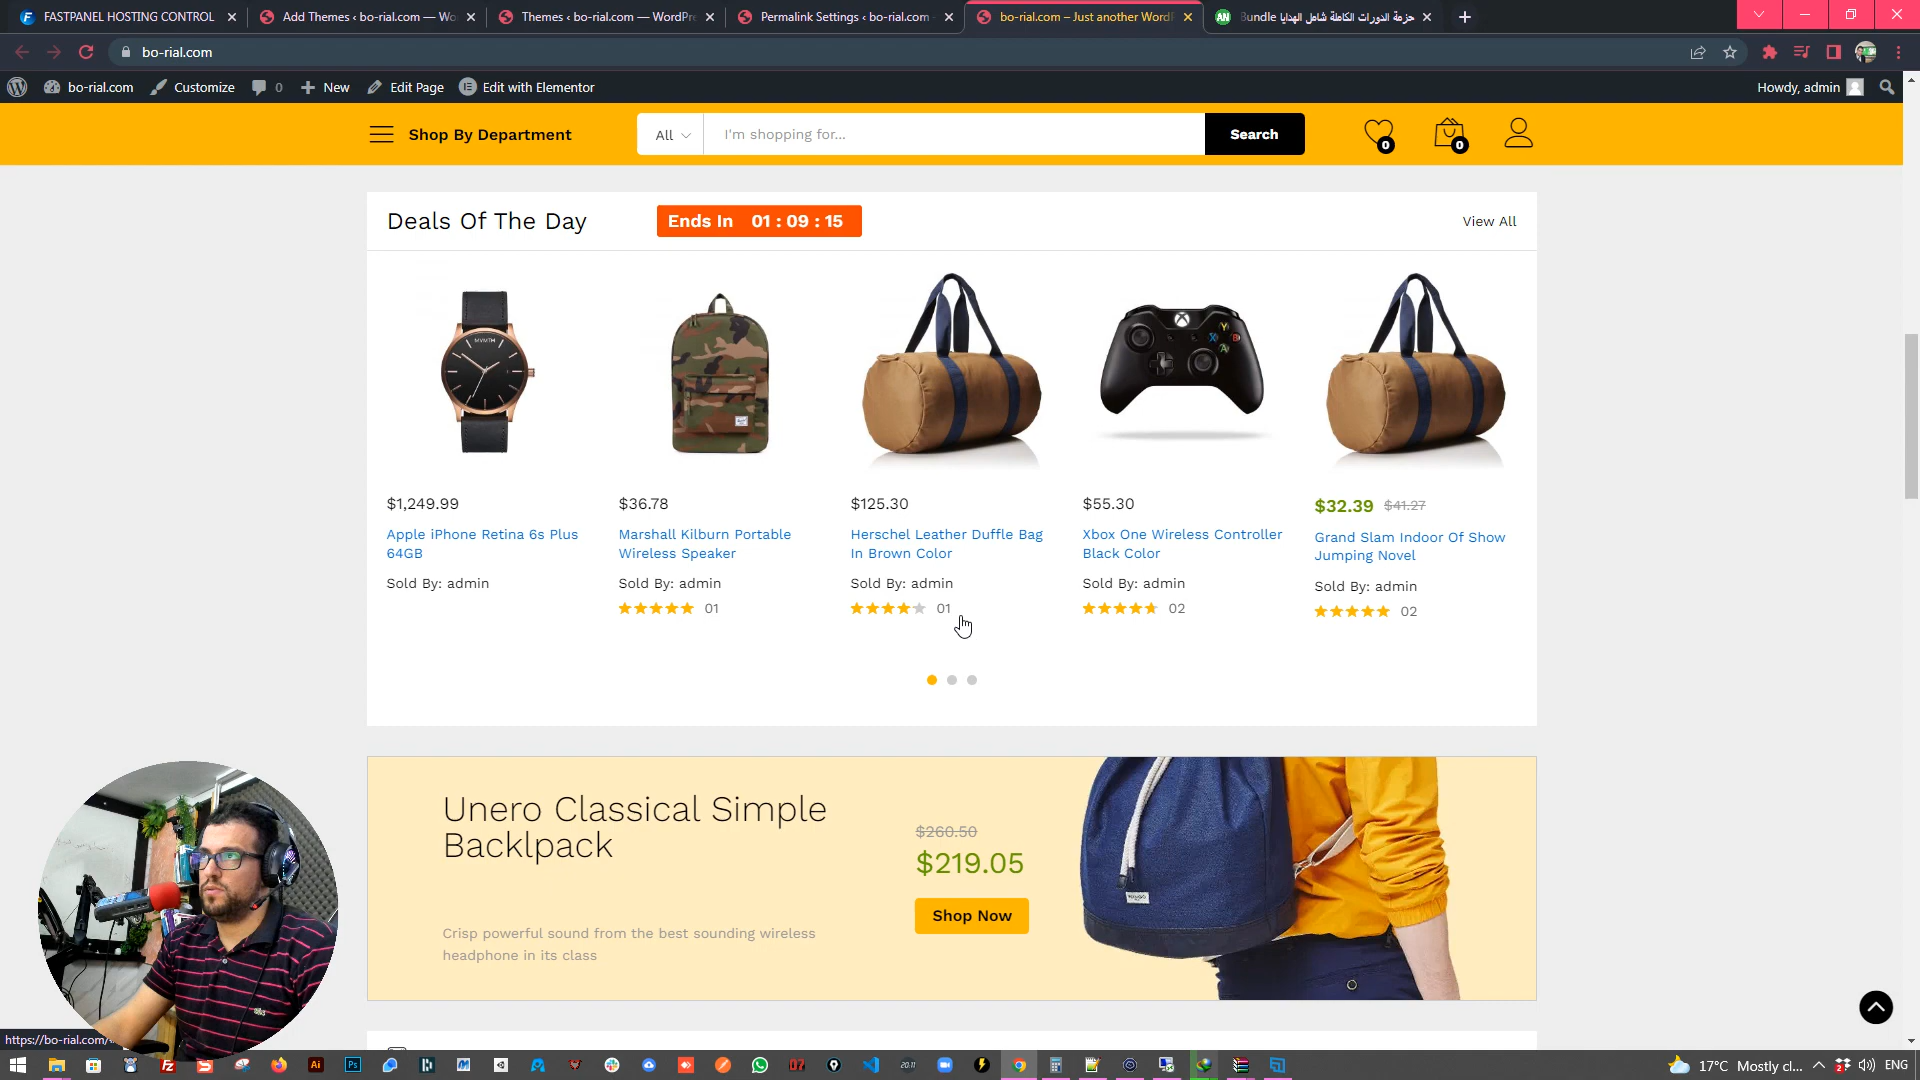 FASTPANEL HOSTING CONTROL
Add Themes ‹ bo-rial.com — Wo
Themes ‹ bo-rial.com — WordPre
Permalink Settings ‹ bo-rial.com
bo-rial.com – Just another WordP
حزمة الدورات الكاملة شامل الهدايا Bundle
bo-rial.com
bo-rial.com
Customize
0
New
Edit Page
Edit with Elementor
Howdy, admin
Shop By Department
All
I'm shopping for...
Search
0
0
Deals Of The Day
Ends In 01 : 09 : 15
View All
MVMTH
$1,249.99
Apple iPhone Retina 6s Plus
64GB
Sold By: admin
$36.78
Marshall Kilburn Portable
Wireless Speaker
Sold By: admin
01
$125.30
Herschel Leather Duffle Bag
In Brown Color
Sold By: admin
01
$55.30
Xbox One Wireless Controller
Black Color
Sold By: admin
02
$32.39 $41.27
Grand Slam Indoor Of Show
Jumping Novel
Sold By: admin
02
Unero Classical Simple
Backlpack
$260.50
$219.05
Shop Now
Crisp powerful sound from the best sounding wireless
headphone in its class
https://bo-rial.com/
17°C Mostly cl...
ENG